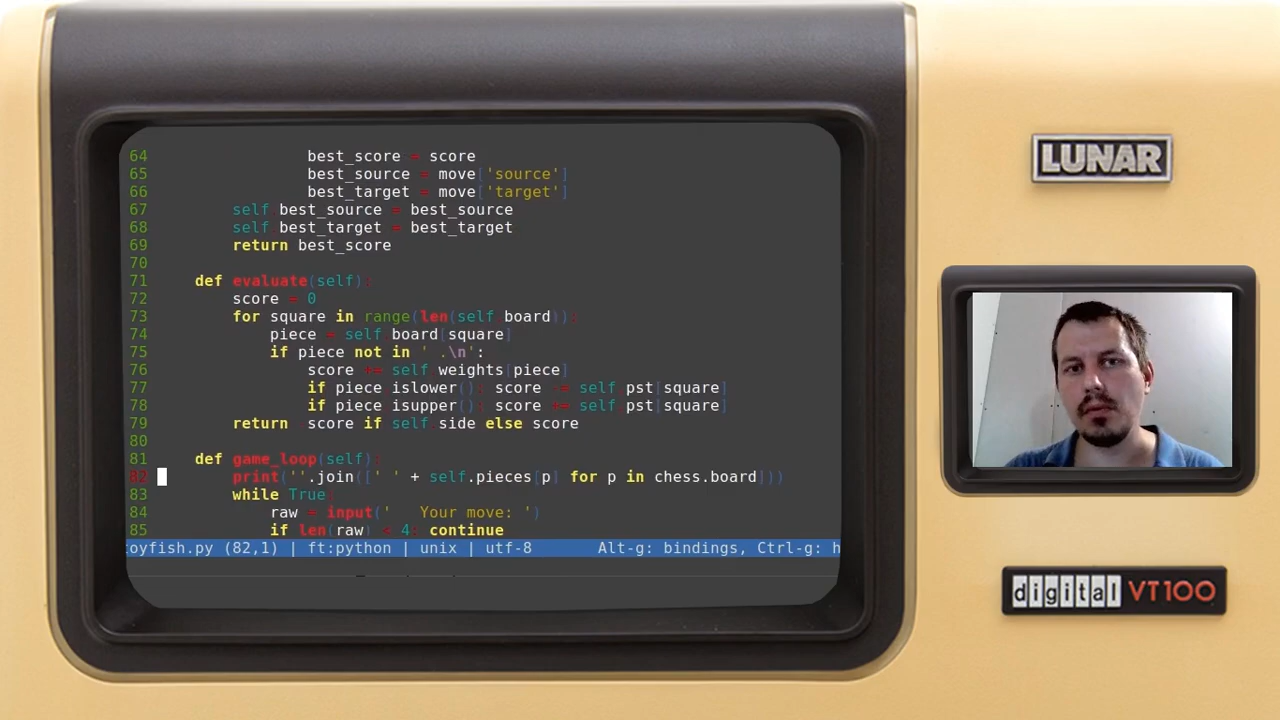 64                 best_score = score
65                 best_source = move['source']
66                 best_target = move['target']
67         self.best_source = best_source
68         self.best_target = best_target
69         return best_score
70
71     def evaluate(self):
72         score = 0
73         for square in range(len(self.board)):
74             piece = self.board[square]
75             if piece not in ' .\n':
76                 score += self.weights[piece]
77                 if piece.islower(): score -= self.pst[square]
78                 if piece.isupper(): score += self.pst[square]
79         return  score if self.side else score
80
81     def game_loop(self):
82         print(''.join([' ' + self.pieces[p] for p in chess.board]))
83         while True:
84             raw = input('   Your move: ')
85             if len(raw) < 4: continue
toyfish.py (82,1) | ft:python | unix | utf-8 Alt-g: bindings, Ctrl-g: h
LUNAR
digital VT100